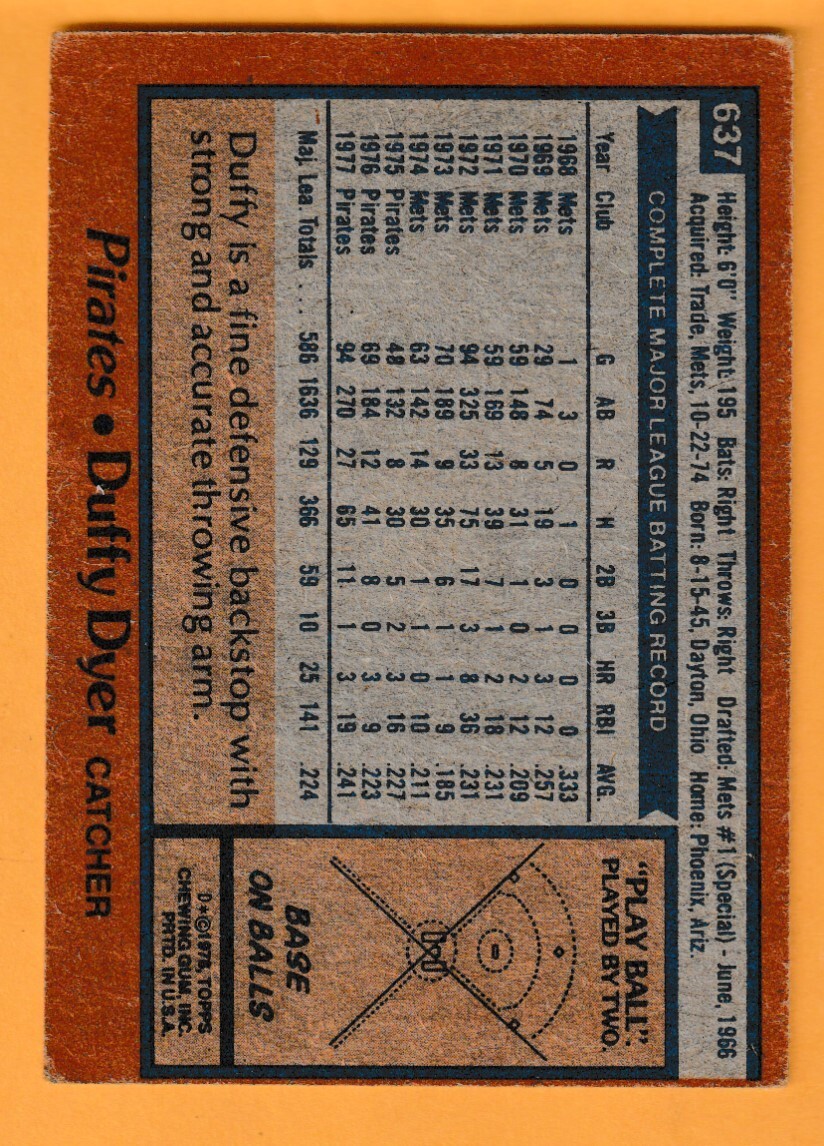 637
Height: 6'0" Weight: 195 Bats: Right Throws: Right Drafted: Mets #1 (Special) - June, 1966
Acquired: Trade, Mets, 10-22-74 Born: 8-15-45, Dayton, Ohio Home: Phoenix, Ariz.
COMPLETE MAJOR LEAGUE BATTING RECORD
Year Club G AB R H 2B 3B HR RBI AVG.
1968 Mets 1 3 0 1 0 0 0 0 .333
1969 Mets 29 74 5 19 3 1 3 12 .257
1970 Mets 59 148 8 31 1 0 2 12 .209
1971 Mets 59 169 13 39 7 1 2 18 .231
1972 Mets 94 325 33 75 17 3 8 36 .231
1973 Mets 70 189 9 35 6 1 1 9 .185
1974 Mets 63 142 14 30 1 1 0 10 .211
1975 Pirates 48 132 8 30 5 2 3 16 .227
1976 Pirates 69 184 12 41 8 0 3 9 .223
1977 Pirates 94 270 27 65 11 1 3 19 .241
Maj. Lea. Totals . . . 586 1636 129 366 59 10 25 141 .224
Duffy is a fine defensive backstop with
strong and accurate throwing arm.
"PLAY BALL".
PLAYED BY TWO.
BASE
ON BALLS
D*©1978, TOPPS
CHEWING GUM, INC.
PRTD. IN U.S.A.
Pirates • Duffy Dyer CATCHER